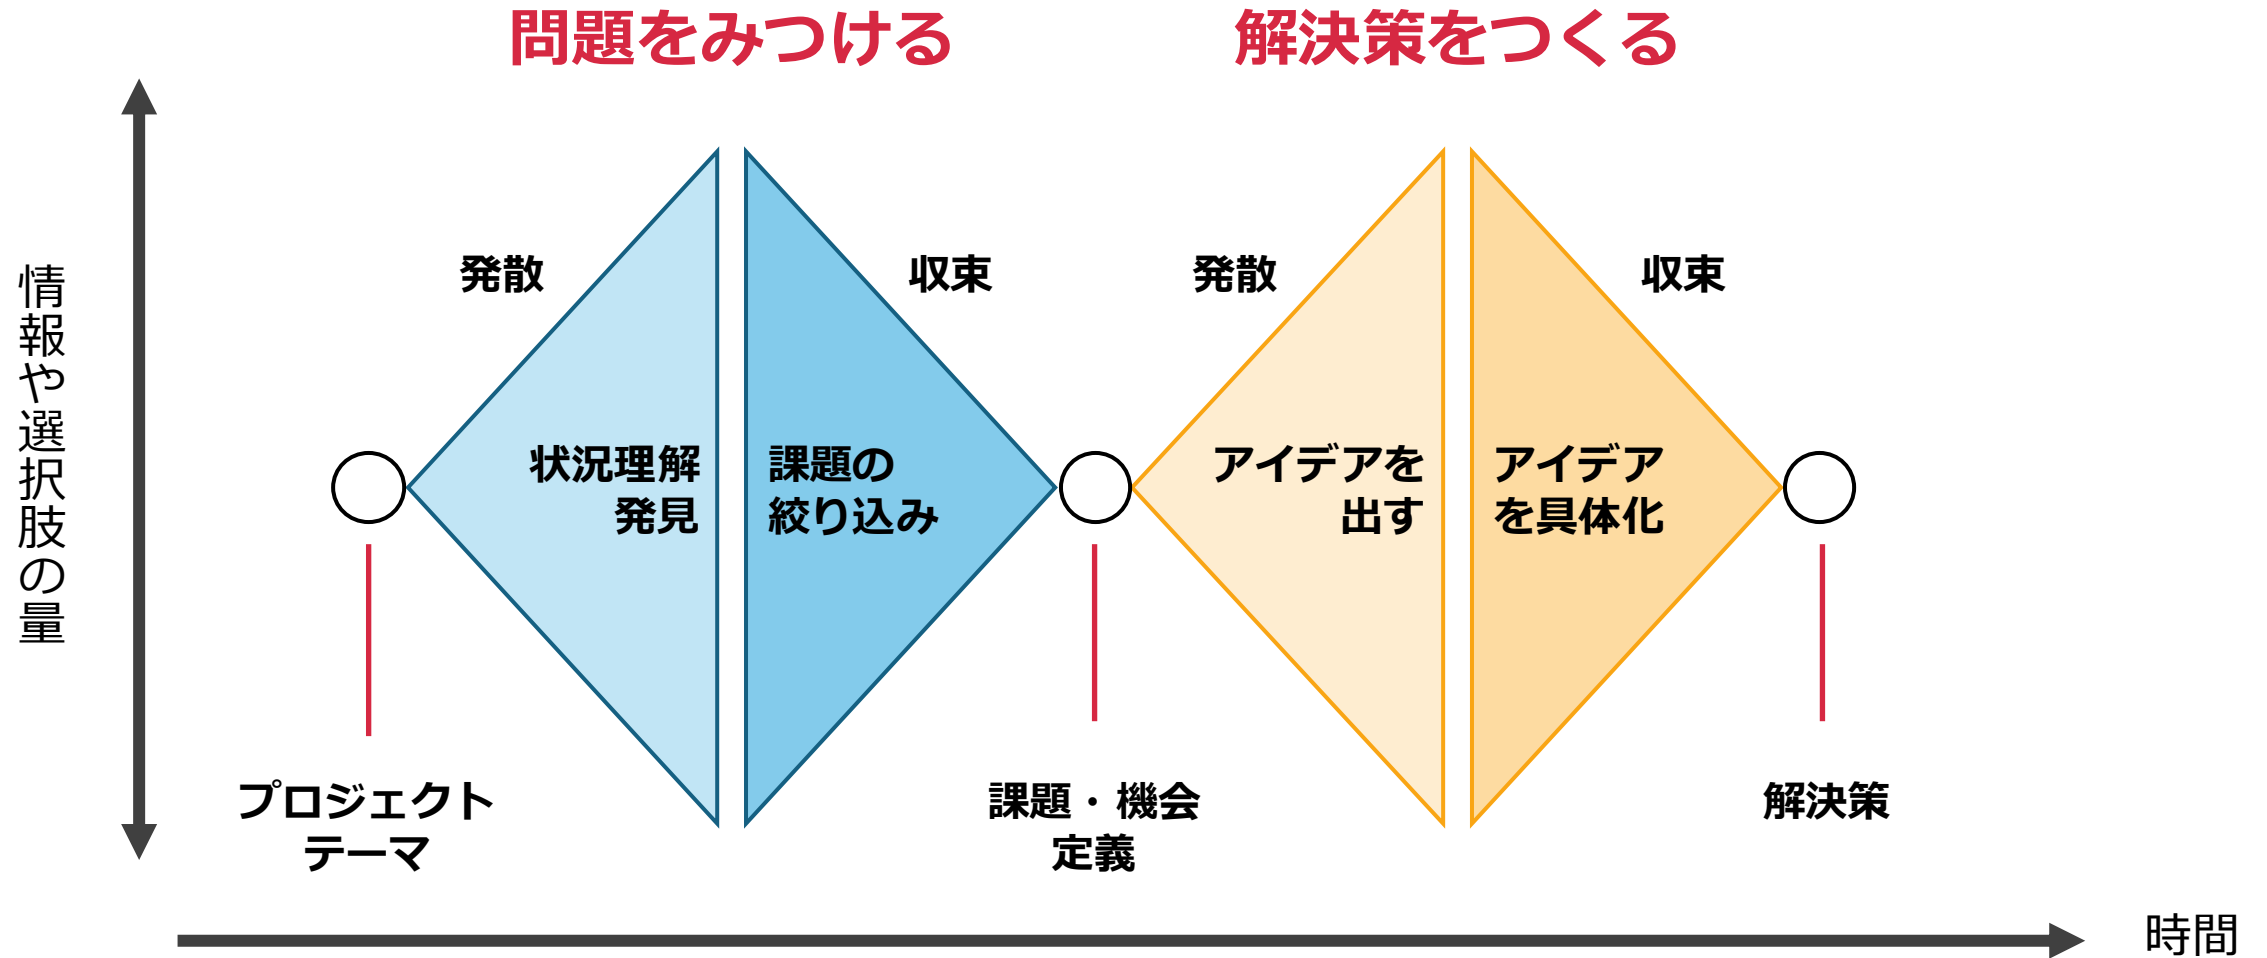 問題をみつける
解決策をつくる
情報や選択肢の量
発散
収束
発散
収束
状況理解
発見
課題の
絞り込み
アイデアを
出す
アイデア
を具体化
プロジェクト
テーマ
課題・機会
定義
解決策
時間